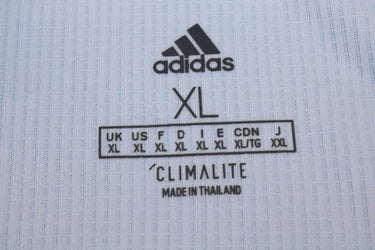 adidas
XL
UK US F D I E CDN J
XL XL XL XL XL XL XL/TG XXL
´CLIMALITE
MADE IN THAILAND